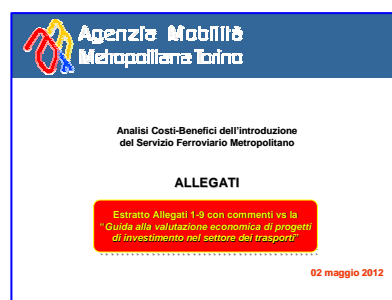 Agenzia Mobilità
Metropolitana Torino
Analisi Costi-Benefici dell'introduzione
del Servizio Ferroviario Metropolitano
ALLEGATI
Estratto Allegati 1-9 con commenti vs la
"Guida alla valutazione economica di progetti
di investimento nel settore dei trasporti"
02 maggio 2012